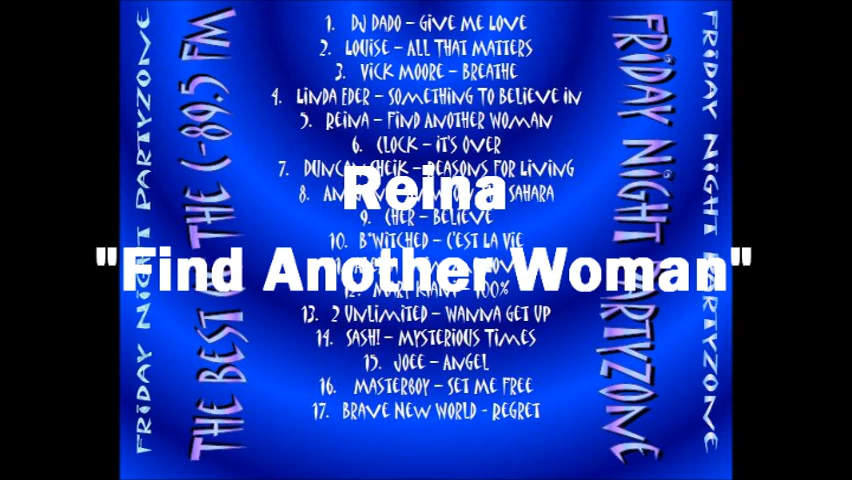 1. DJ DADO – GIVE ME LOVE
2. LOUISE – ALL THAT MATTERS
3. VICK MOORE – BREATHE
4. LINDA EDER – SOMETHING TO BELIEVE IN
5. REINA – FIND ANOTHER WOMAN
6. CLOCK – IT'S OVER
7. DUNCAN SHEIK – REASONS FOR LIVING
8. SAHARA
9. CHER – BELIEVE
10. B*WITCHED – C'EST LA VIE
12. MARY KIANI – 100%
13. 2 UNLIMITED – WANNA GET UP
14. SASH! – MYSTERIOUS TIMES
15. JOEE – ANGEL
16. MASTERBOY – SET ME FREE
17. BRAVE NEW WORLD - REGRET
Reina
"Find Another Woman"
FRIDAY NIGHT PARTYZONE
THE BEST OF THE C-89.5 FM
FRIDAY NIGHT PARTYZONE
FRIDAY NIGHT PARTYZONE